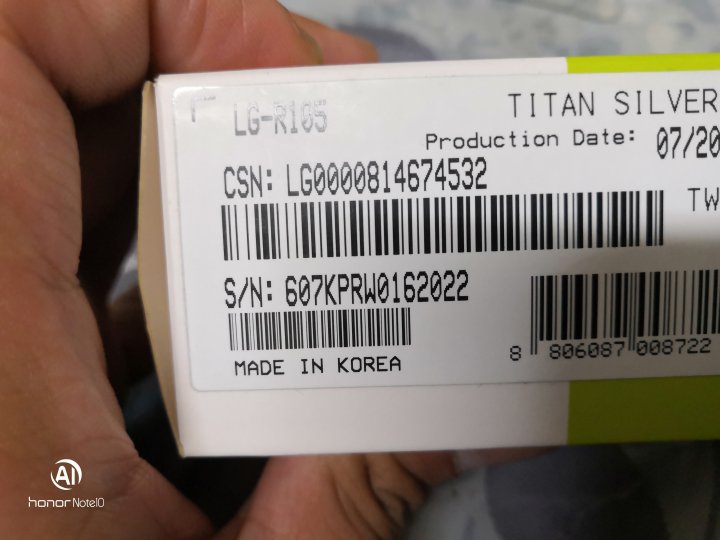 LG-R105
TITAN SILVER
Production Date: 07/20
CSN: LG0000814674532
TW
S/N: 607KPRW0162022
8 806087 008722
MADE IN KOREA
AI
honor Note10